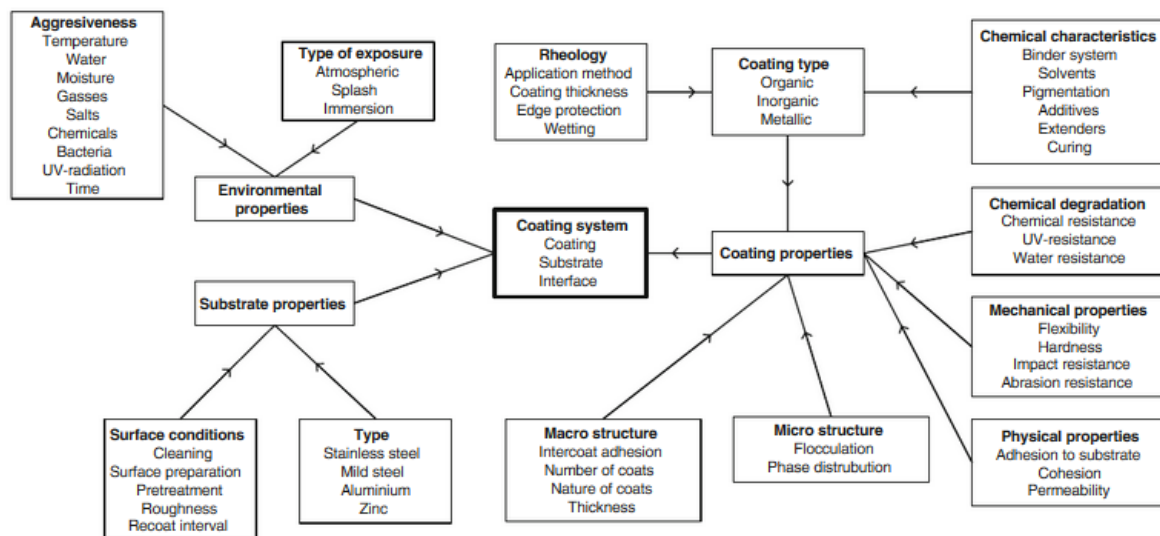 Aggresiveness
Temperature
Water
Moisture
Gasses
Salts
Chemicals
Bacteria
UV-radiation
Time
Type of exposure
Atmospheric
Splash
Immersion
Rheology
Application method
Coating thickness
Edge protection
Wetting
Coating type
Organic
Inorganic
Metallic
Chemical characteristics
Binder system
Solvents
Pigmentation
Additives
Extenders
Curing
Environmental
properties
Coating system
Coating
Substrate
Interface
Coating properties
Chemical degradation
Chemical resistance
UV-resistance
Water resistance
Substrate properties
Mechanical properties
Flexibility
Hardness
Impact resistance
Abrasion resistance
Surface conditions
Cleaning
Surface preparation
Pretreatment
Roughness
Recoat interval
Type
Stainless steel
Mild steel
Aluminium
Zinc
Macro structure
Intercoat adhesion
Number of coats
Nature of coats
Thickness
Micro structure
Flocculation
Phase distrubution
Physical properties
Adhesion to substrate
Cohesion
Permeability